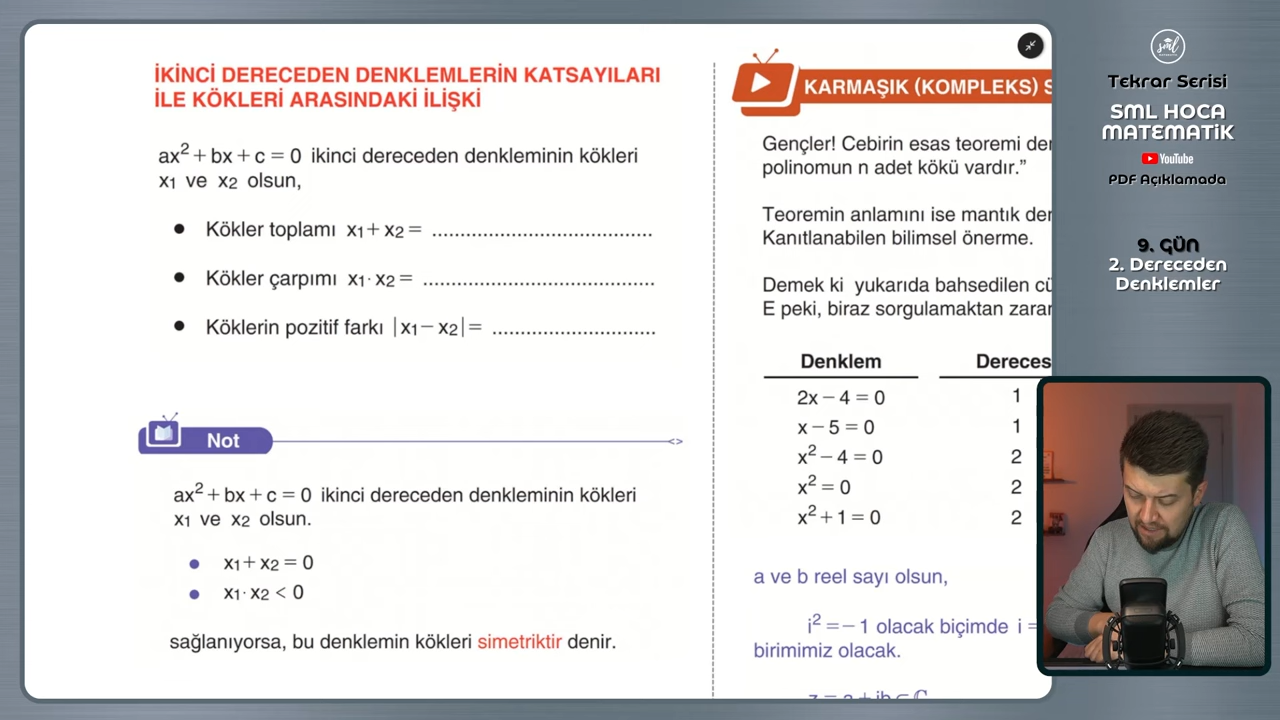 İKİNCİ DERECEDEN DENKLEMLERİN KATSAYILARI
İLE KÖKLERİ ARASINDAKİ İLİŞKİ
ax² + bx + c = 0 ikinci dereceden denkleminin kökleri
x₁ ve x₂ olsun,
• Kökler toplamı x₁ + x₂ = .....................................
• Kökler çarpımı x₁ · x₂ = .......................................
• Köklerin pozitif farkı |x₁ − x₂| = ...........................
Not
ax² + bx + c = 0 ikinci dereceden denkleminin kökleri
x₁ ve x₂ olsun.
• x₁ + x₂ = 0
• x₁ · x₂ < 0
sağlanıyorsa, bu denklemin kökleri simetriktir denir.
KARMAŞIK (KOMPLEKS) S
Gençler! Cebirin esas teoremi der
polinomun n adet kökü vardır.”
Teoremin anlamını ise mantık der
Kanıtlanabilen bilimsel önerme.
Demek ki yukarıda bahsedilen cü
E peki, biraz sorgulamaktan zarar
Denklem Dereces
2x − 4 = 0 1
x − 5 = 0 1
x² − 4 = 0 2
x² = 0 2
x² + 1 = 0 2
a ve b reel sayı olsun,
i² = − 1 olacak biçimde i =
birimimiz olacak.
z = a + ib ∈ ℂ
sml
Tekrar Serisi
SML HOCA
MATEMATİK
YouTube
PDF Açıklamada
9. GÜN
2. Dereceden
Denklemler